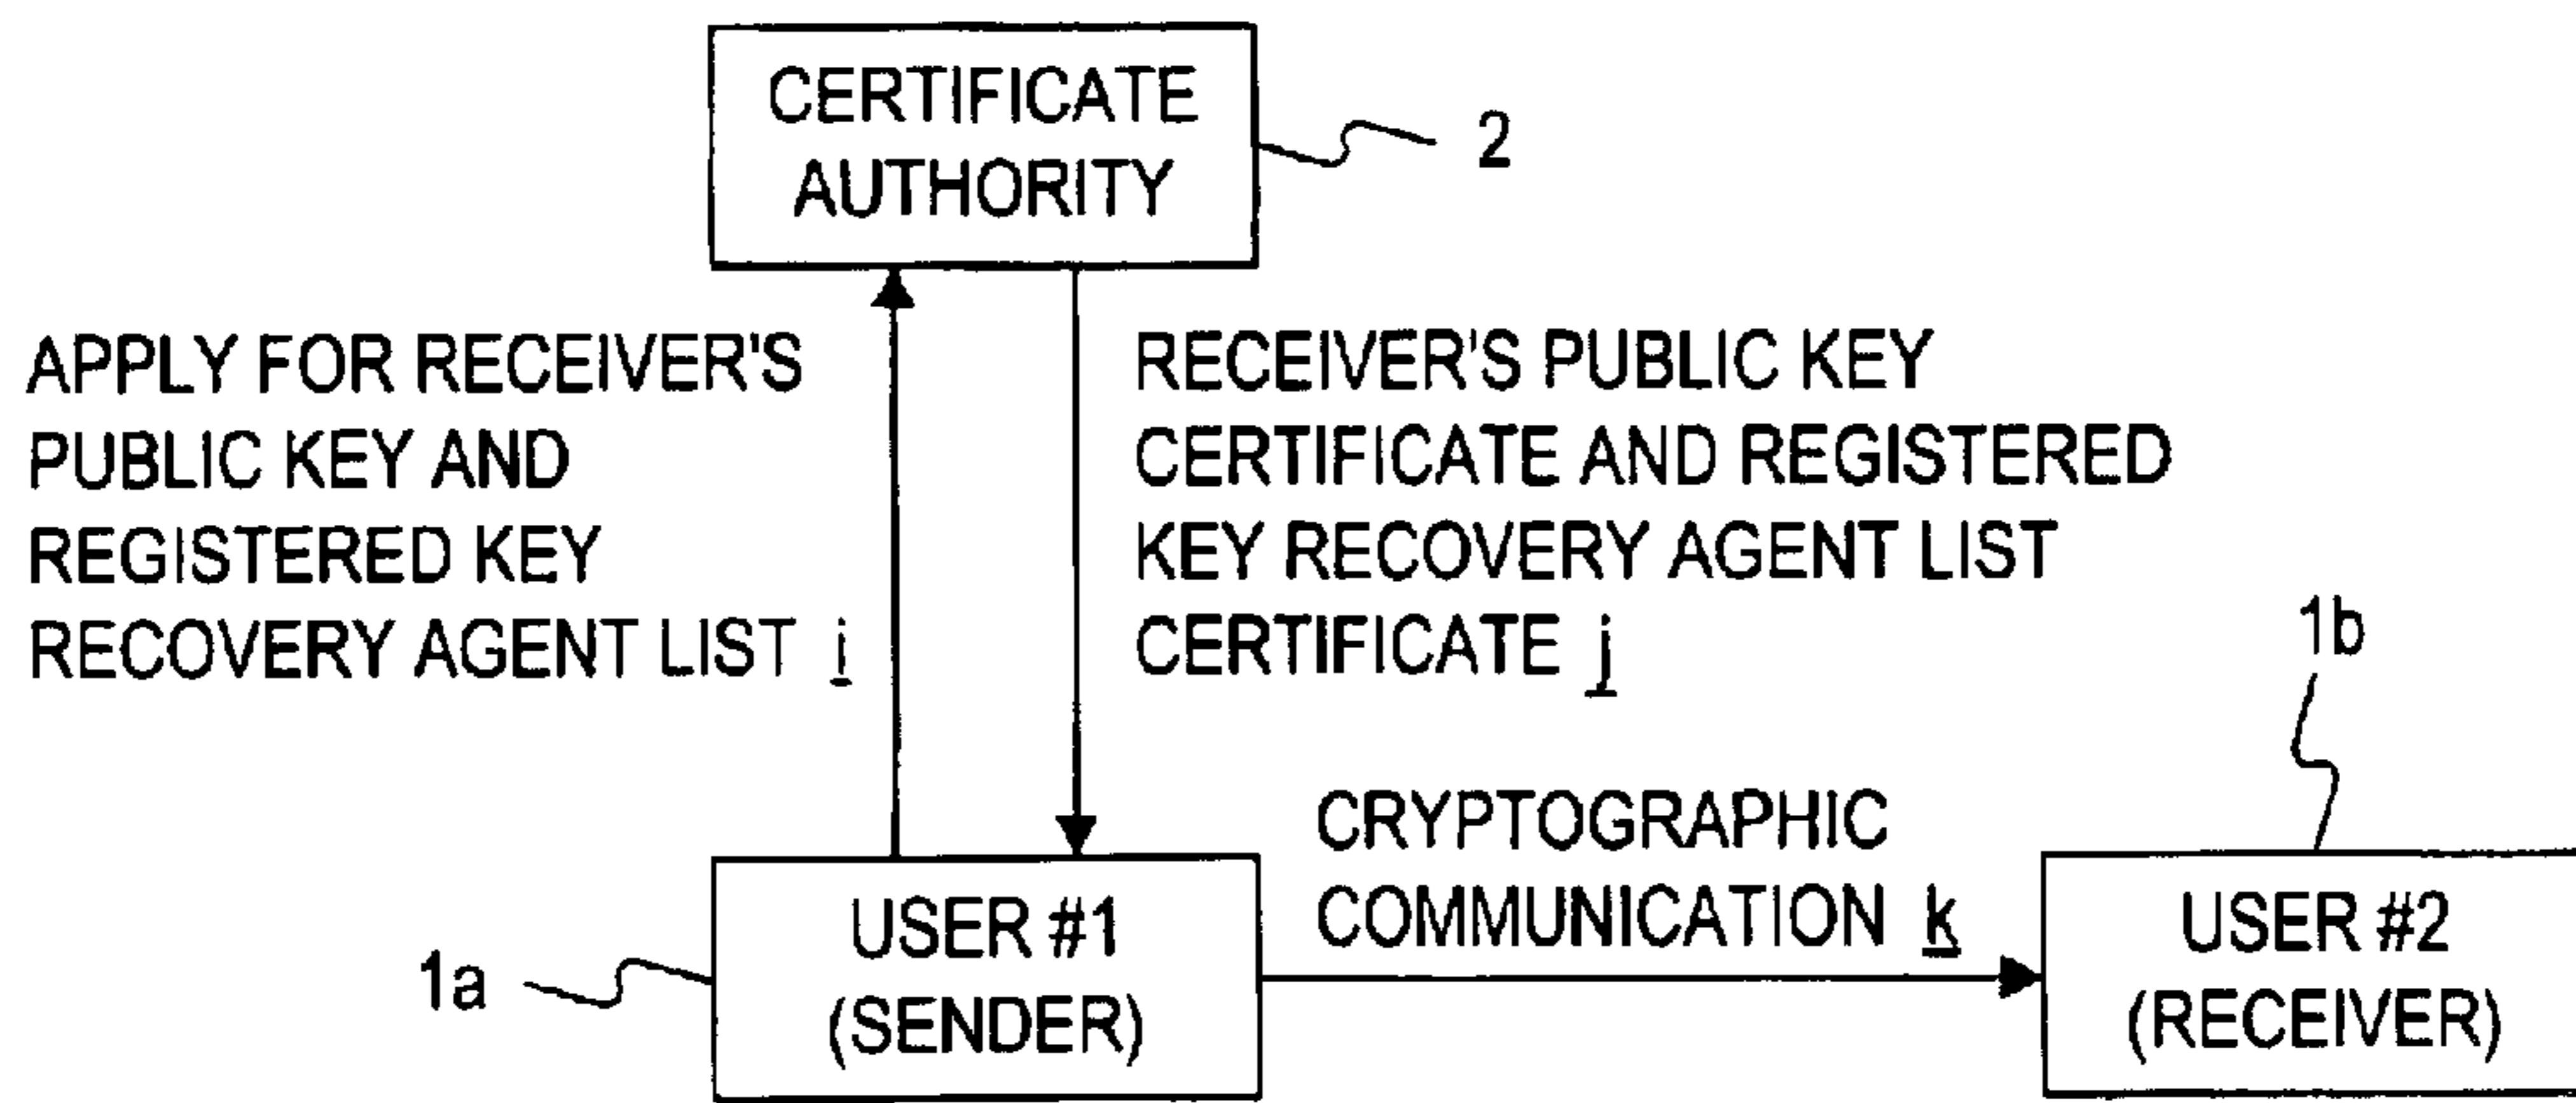 CERTIFICATE
AUTHORITY
2
APPLY FOR RECEIVER'S
PUBLIC KEY AND
REGISTERED KEY
RECOVERY AGENT LIST i
RECEIVER'S PUBLIC KEY
CERTIFICATE AND REGISTERED
KEY RECOVERY AGENT LIST
CERTIFICATE j
1b
CRYPTOGRAPHIC
COMMUNICATION k
1a
USER #1
(SENDER)
USER #2
(RECEIVER)